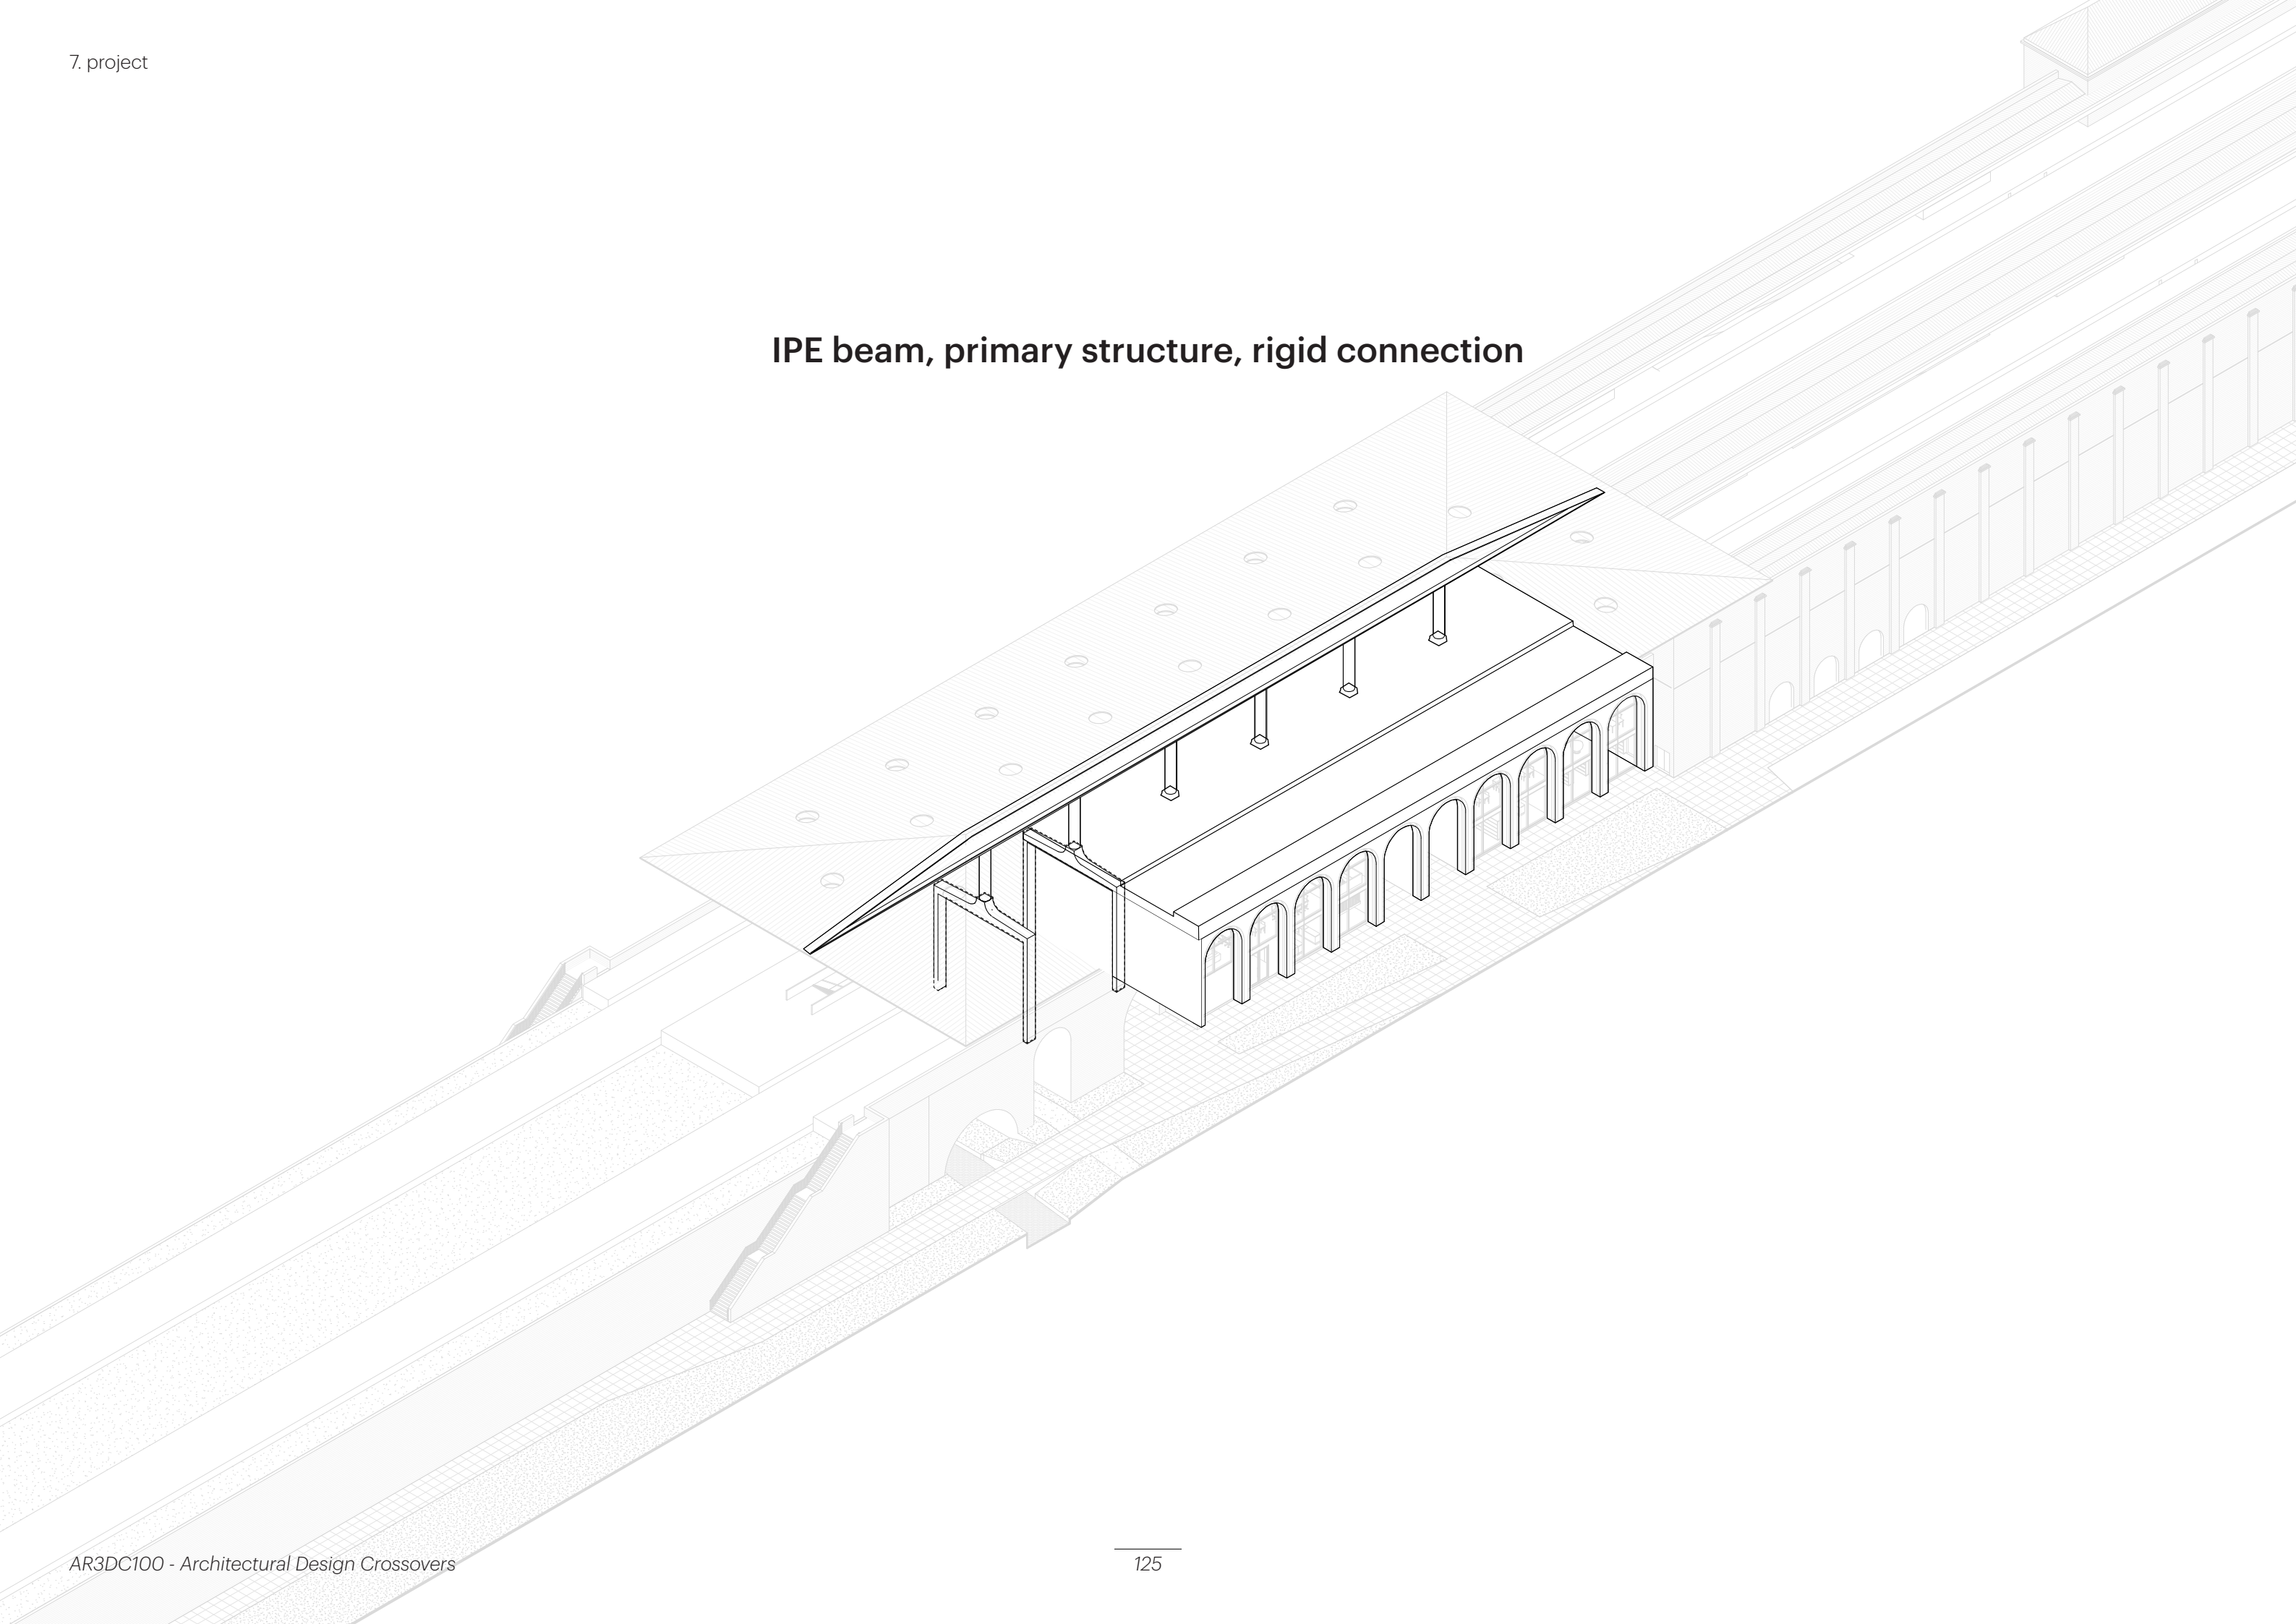 7. project
IPE beam, primary structure, rigid connection
AR3DC100 - Architectural Design Crossovers
125